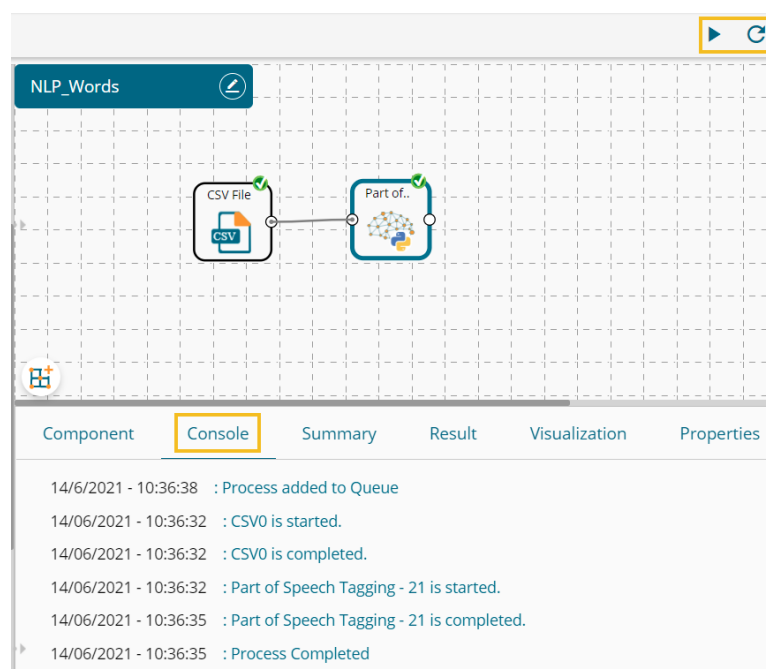 NLP_Words
CSV File
Part of..
CSV
Component Console Summary Result Visualization Properties
14/6/2021 - 10:36:38 : Process added to Queue
14/06/2021 - 10:36:32 : CSV0 is started.
14/06/2021 - 10:36:32 : CSV0 is completed.
14/06/2021 - 10:36:32 : Part of Speech Tagging - 21 is started.
14/06/2021 - 10:36:35 : Part of Speech Tagging - 21 is completed.
14/06/2021 - 10:36:35 : Process Completed